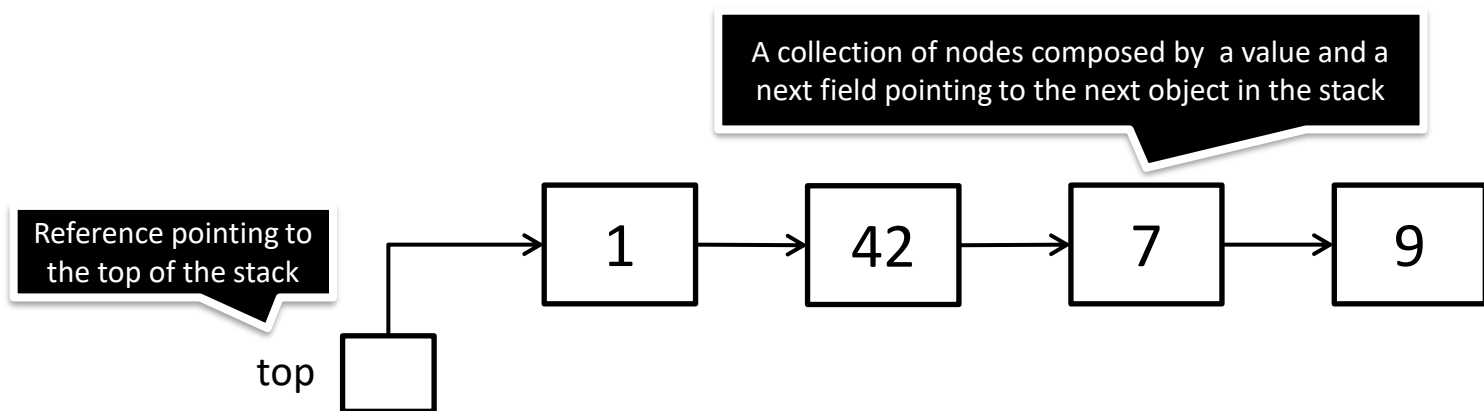 A collection of nodes composed by a value and a
next field pointing to the next object in the stack
Reference pointing to
the top of the stack
1
42
7
9
top